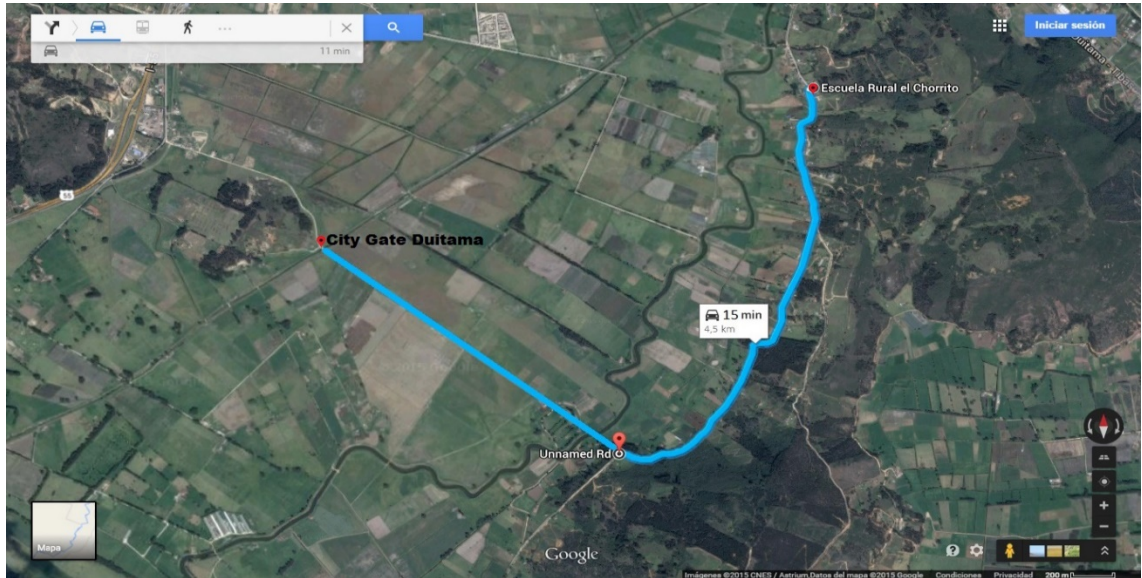 11 min
Iniciar sesión
Escuela Rural el Chorrito
55
City Gate Duitama
15 min
4,5 km
Unnamed Rd
Mapa
Google
Imágenes ©2015 CNES / Astrium,Datos del mapa ©2015 Google Condiciones Privacidad 200 m